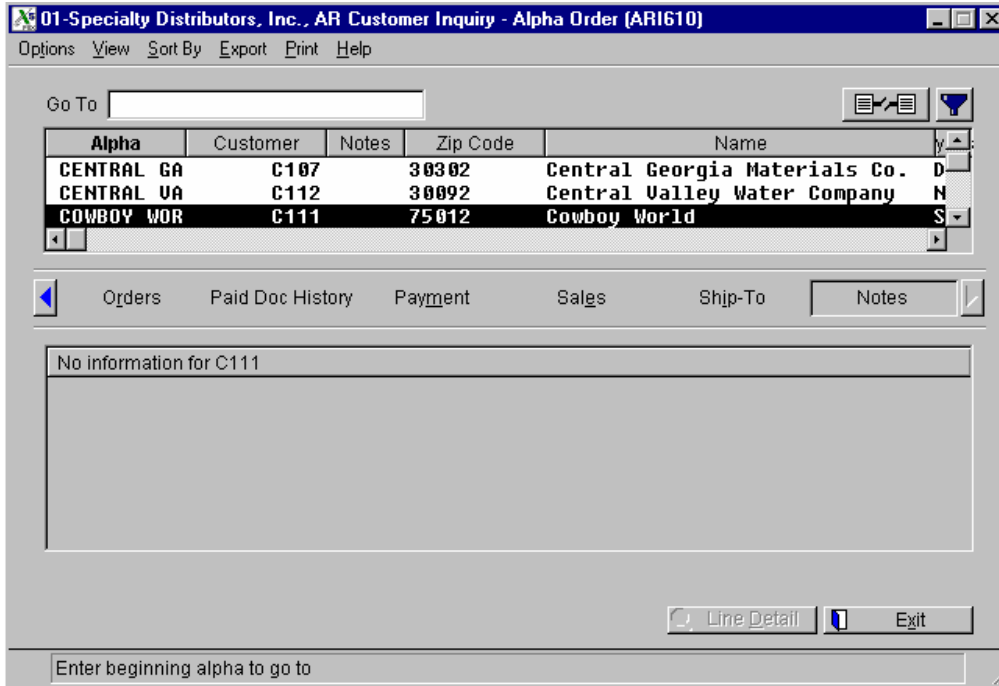 01-Specialty Distributors, Inc., AR Customer Inquiry - Alpha Order (ARI610)
Options View Sort By Export Print Help
Go To
Alpha Customer Notes Zip Code Name
CENTRAL GA C107 30302 Central Georgia Materials Co. D
CENTRAL VA C112 30092 Central Valley Water Company N
COWBOY WOR C111 75012 Cowboy World S
Orders Paid Doc History Payment Sales Ship-To Notes
No information for C111
Line Detail Exit
Enter beginning alpha to go to